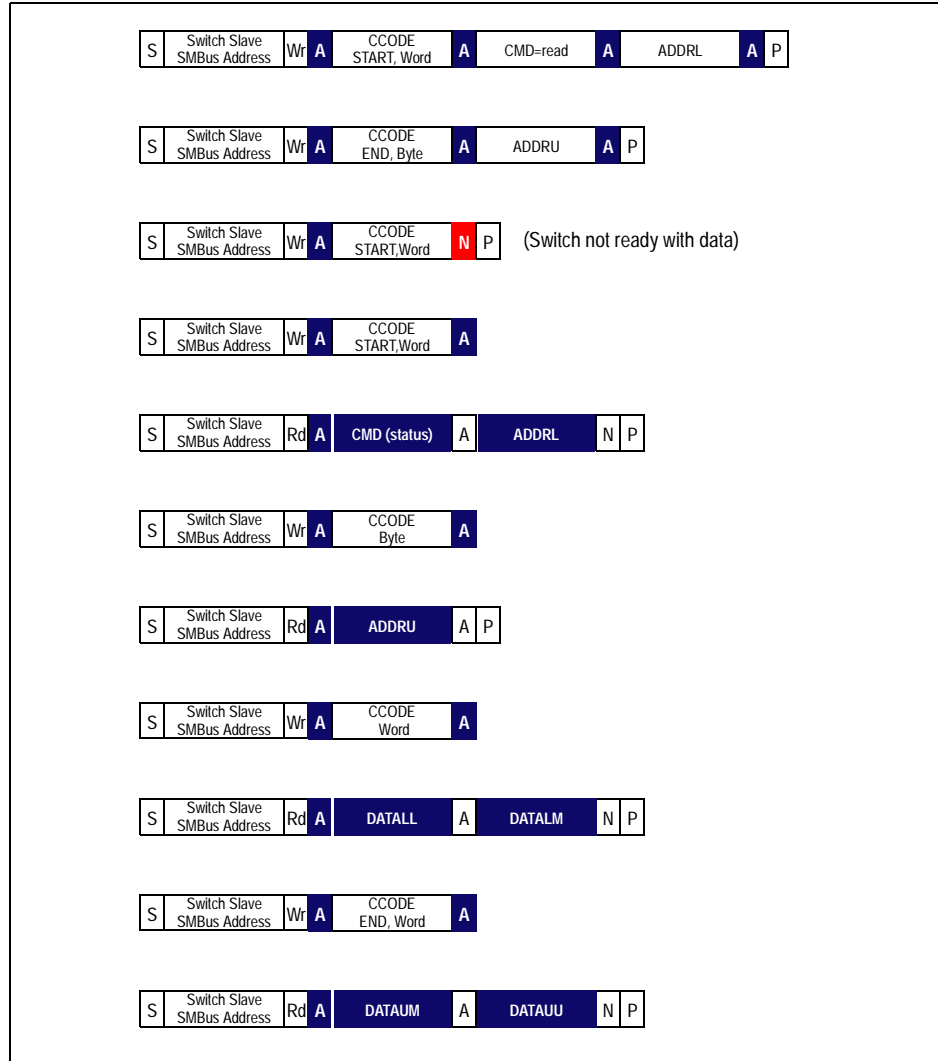 S Switch Slave SMBus Address Wr A CCODE START, Word A CMD=read A ADDRL A P
S Switch Slave SMBus Address Wr A CCODE END, Byte A ADDRU A P
S Switch Slave SMBus Address Wr A CCODE START,Word N P (Switch not ready with data)
S Switch Slave SMBus Address Wr A CCODE START,Word A
S Switch Slave SMBus Address Rd A CMD (status) A ADDRL N P
S Switch Slave SMBus Address Wr A CCODE Byte A
S Switch Slave SMBus Address Rd A ADDRU A P
S Switch Slave SMBus Address Wr A CCODE Word A
S Switch Slave SMBus Address Rd A DATALL A DATALM N P
S Switch Slave SMBus Address Wr A CCODE END, Word A
S Switch Slave SMBus Address Rd A DATAUM A DATAUU N P